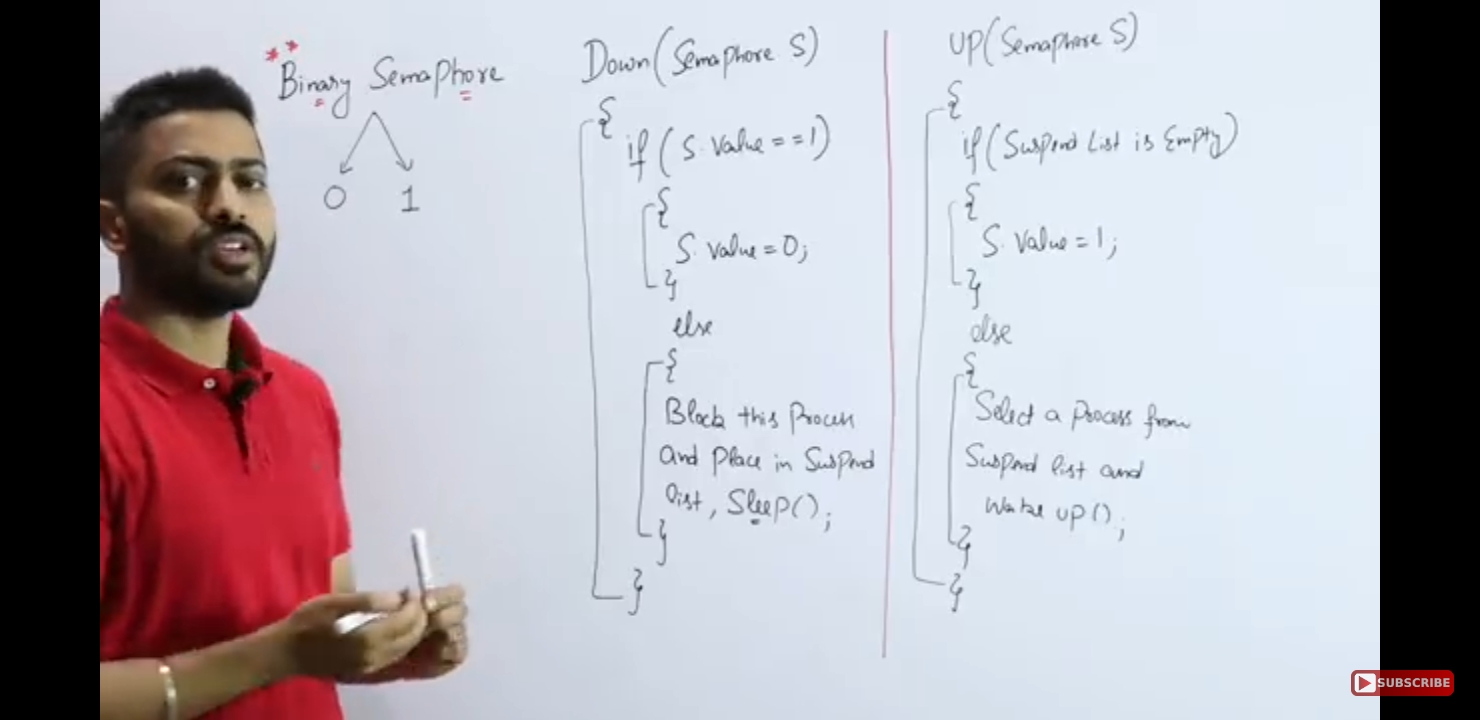 **
Binary Semaphore
0 1
Down(Semaphore S)
{
if (S.Value==1)
{
S.Value=0;
}
else
{
Block this Process
and Place in Suspend
list, Sleep();
}
}
UP(Semaphore S)
{
if(Suspend List is Empty)
{
S.Value=1;
}
else
{
Select a Process from
Suspend list and
Wake up();
}
}
SUBSCRIBE